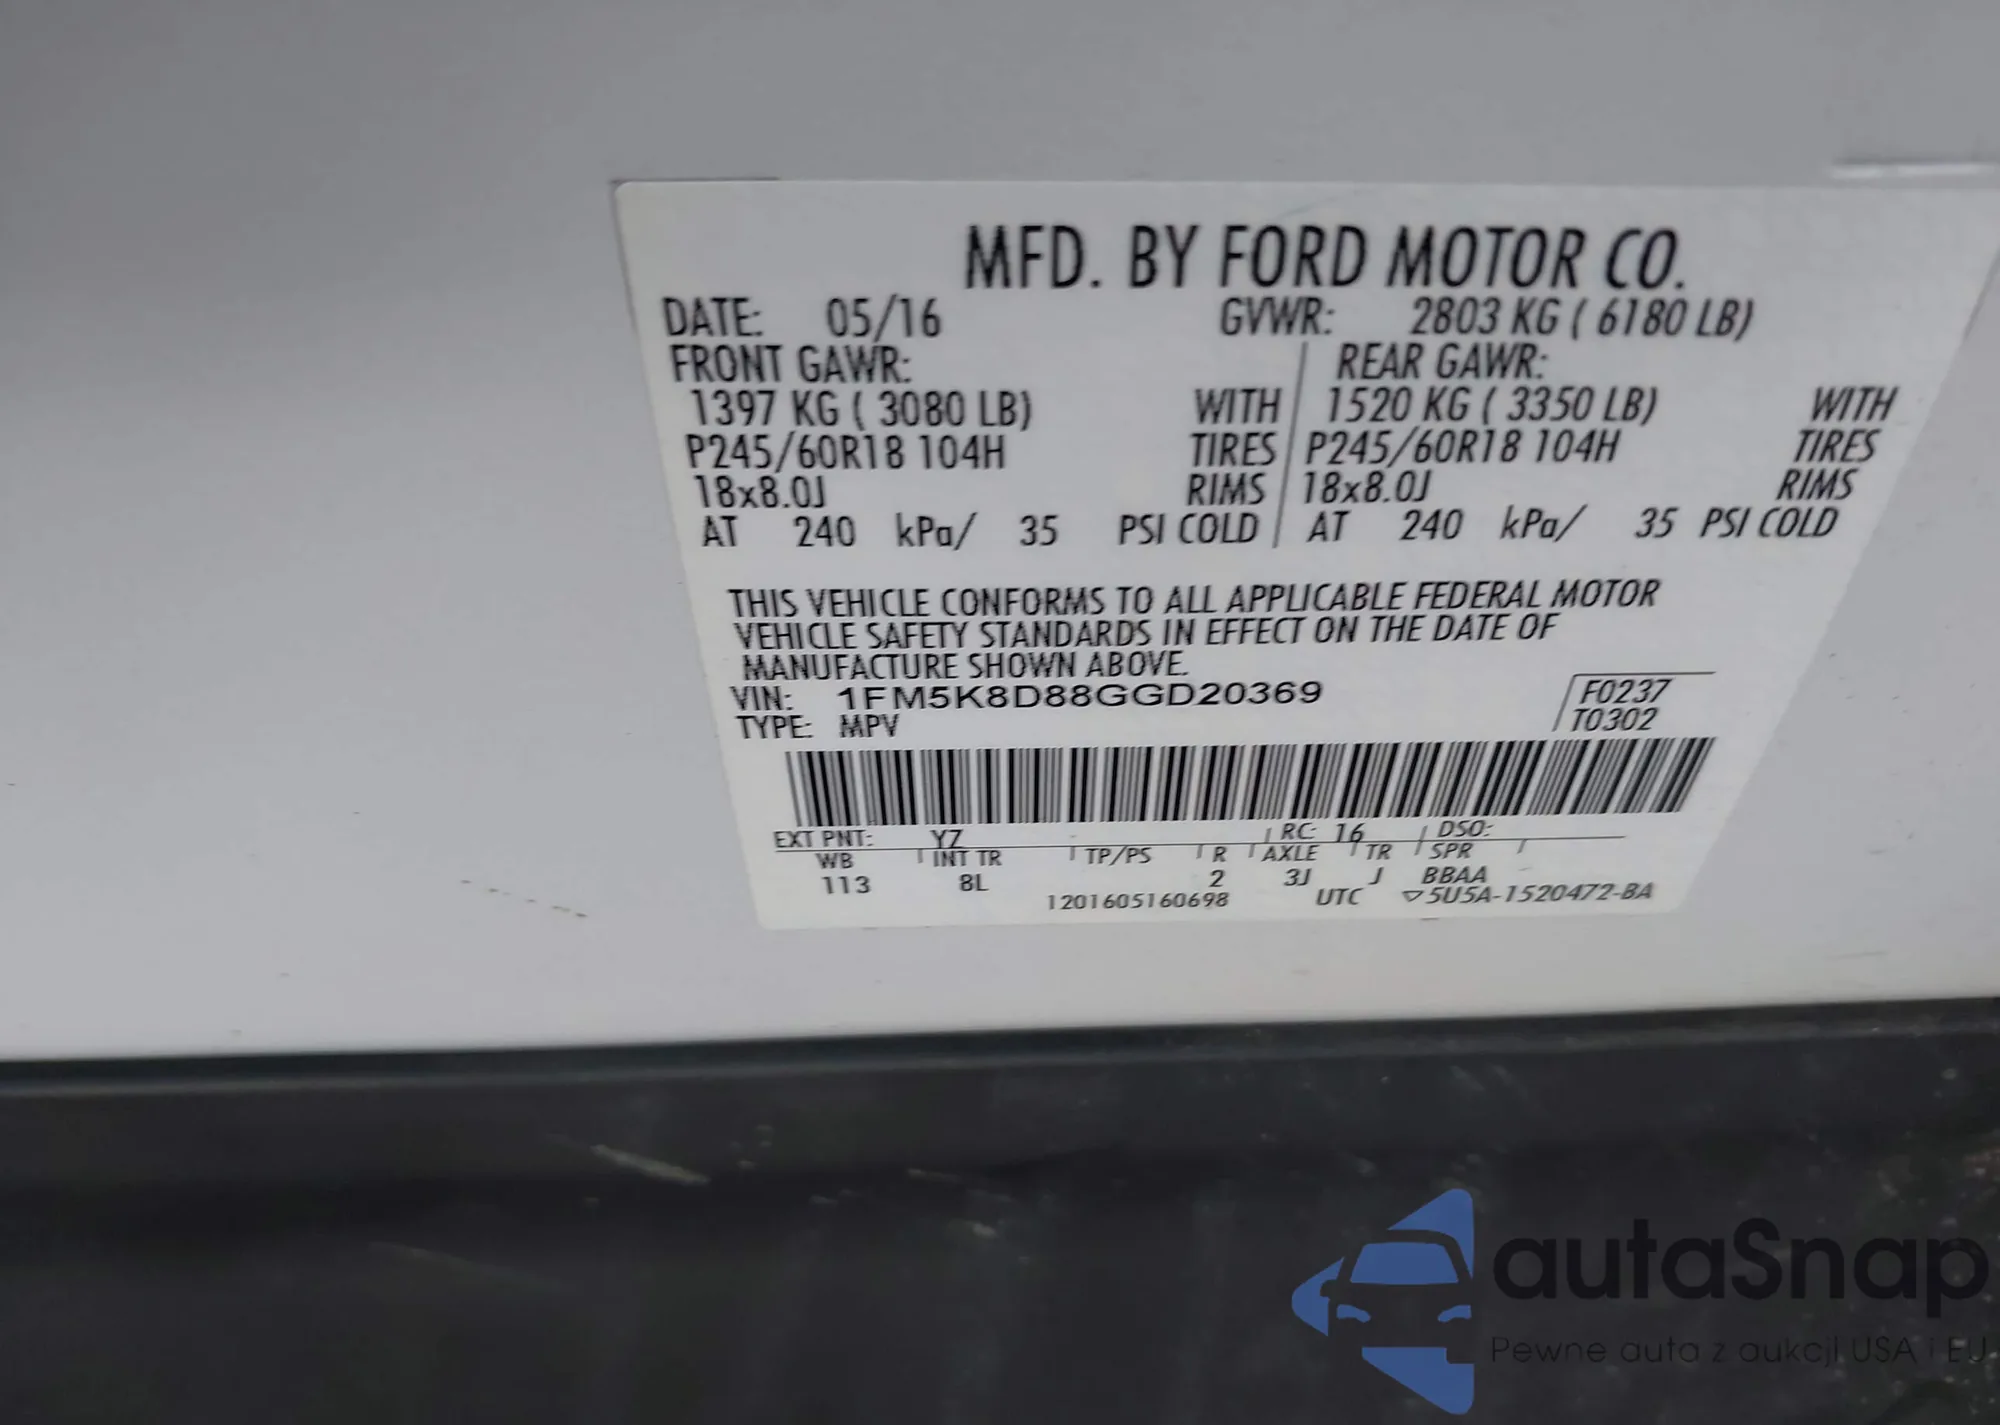 MFD. BY FORD MOTOR CO.
DATE: 05/16 GVWR: 2803 KG ( 6180 LB)
FRONT GAWR: REAR GAWR:
1397 KG ( 3080 LB) WITH 1520 KG ( 3350 LB) WITH
P245/60R18 104H TIRES P245/60R18 104H TIRES
18x8.0J RIMS 18x8.0J RIMS
AT 240 kPa/ 35 PSI COLD AT 240 kPa/ 35 PSI COLD
THIS VEHICLE CONFORMS TO ALL APPLICABLE FEDERAL MOTOR
VEHICLE SAFETY STANDARDS IN EFFECT ON THE DATE OF
MANUFACTURE SHOWN ABOVE.
VIN: 1FM5K8D88GGD20369 F0237
TYPE: MPV T0302
EXT PNT: YZ RC: 16 DSO:
WB INT TR TP/PS R AXLE TR SPR
113 8L 2 3J J BBAA
1201605160698 UTC ▽5U5A-1520472-BA
autaSnap
Pewne auta z aukcji USA i EU